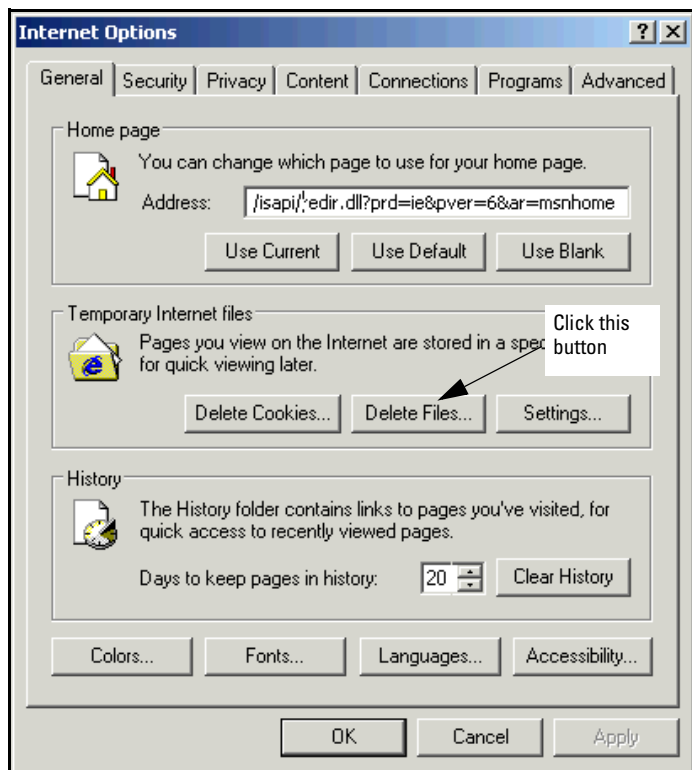 Internet Options
General Security Privacy Content Connections Programs Advanced
Home page
You can change which page to use for your home page.
Address: /isapi/redir.dll?prd=ie&pver=6&ar=msnhome
Use Current Use Default Use Blank
Temporary Internet files
Pages you view on the Internet are stored in a
for quick viewing later.
Click this
button
Delete Cookies... Delete Files... Settings...
History
The History folder contains links to pages you've visited, for
quick access to recently viewed pages.
Days to keep pages in history: 20 Clear History
Colors... Fonts... Languages... Accessibility...
OK Cancel Apply